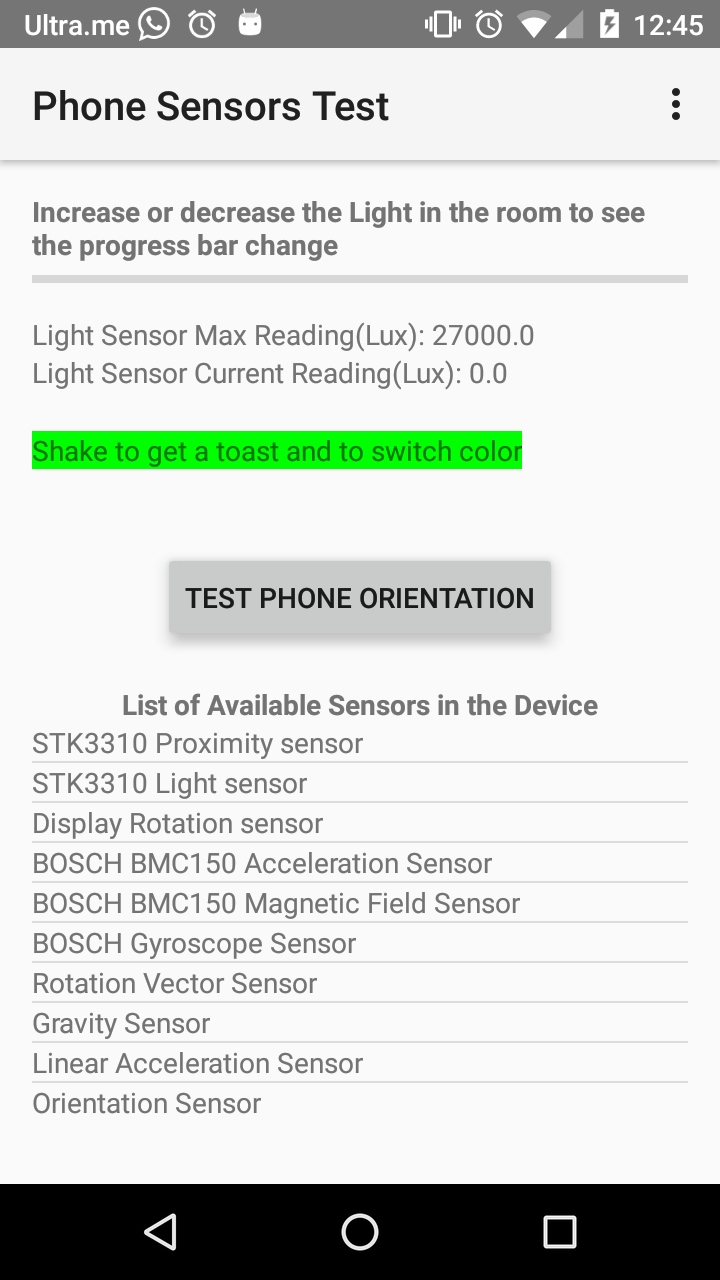 Ultra.me 12:45
Phone Sensors Test
Increase or decrease the Light in the room to see
the progress bar change
Light Sensor Max Reading(Lux): 27000.0
Light Sensor Current Reading(Lux): 0.0
Shake to get a toast and to switch color
TEST PHONE ORIENTATION
List of Available Sensors in the Device
STK3310 Proximity sensor
STK3310 Light sensor
Display Rotation sensor
BOSCH BMC150 Acceleration Sensor
BOSCH BMC150 Magnetic Field Sensor
BOSCH Gyroscope Sensor
Rotation Vector Sensor
Gravity Sensor
Linear Acceleration Sensor
Orientation Sensor